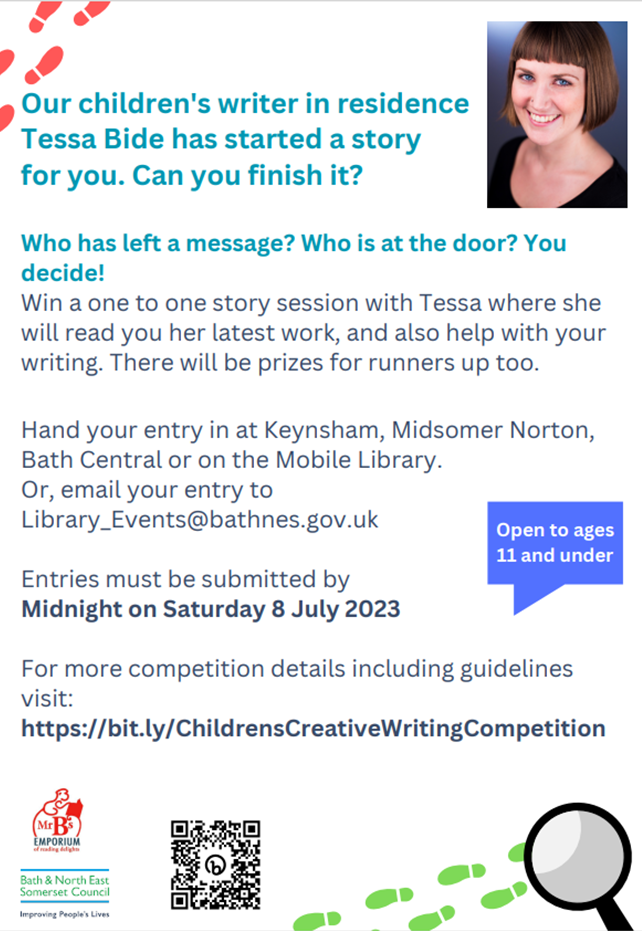 Our children's writer in residence
Tessa Bide has started a story
for you. Can you finish it?
Who has left a message? Who is at the door? You
decide!
Win a one to one story session with Tessa where she
will read you her latest work, and also help with your
writing. There will be prizes for runners up too.
Hand your entry in at Keynsham, Midsomer Norton,
Bath Central or on the Mobile Library.
Or, email your entry to
Library_Events@bathnes.gov.uk
Open to ages
11 and under
Entries must be submitted by
Midnight on Saturday 8 July 2023
For more competition details including guidelines
visit:
https://bit.ly/ChildrensCreativeWritingCompetition
Mr B's
EMPORIUM
of reading delights
Bath & North East
Somerset Council
Improving People's Lives